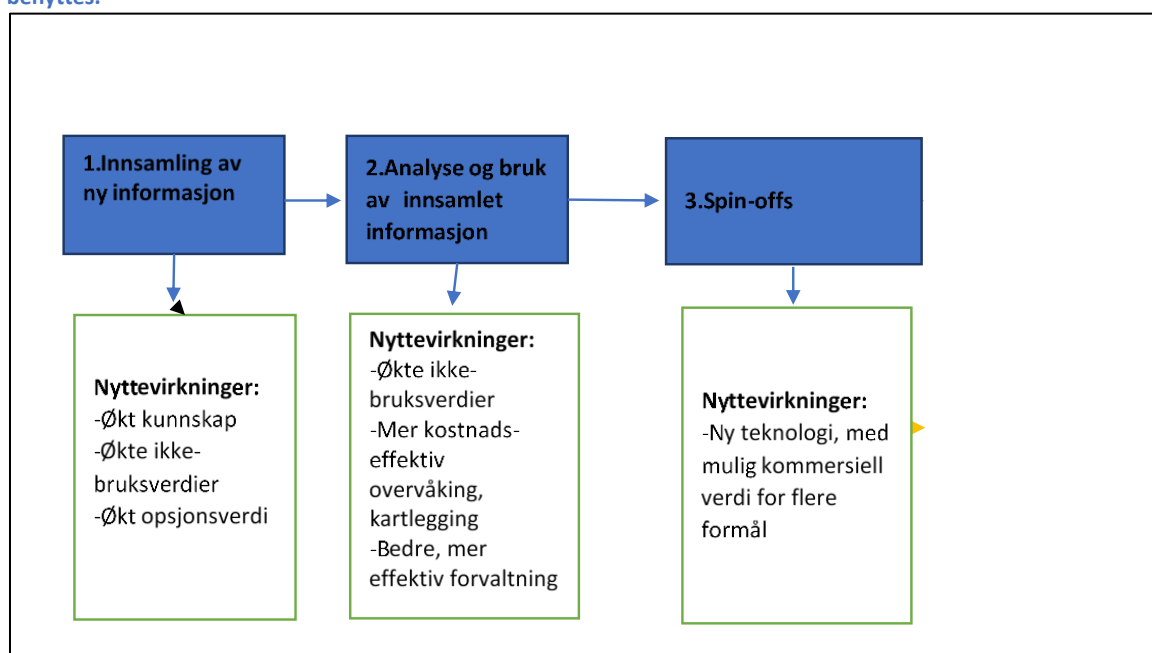 benyttes.
1.Innsamling av
ny informasjon
2.Analyse og bruk
av innsamlet
informasjon
3.Spin-offs
Nyttevirkninger:
-Økt kunnskap
-Økte ikke-
bruksverdier
-Økt opsjonsverdi
Nyttevirkninger:
-Økte ikke-
bruksverdier
-Mer kostnads-
effektiv
overvåking,
kartlegging
-Bedre, mer
effektiv forvaltning
Nyttevirkninger:
-Ny teknologi, med
mulig kommersiell
verdi for flere
formål